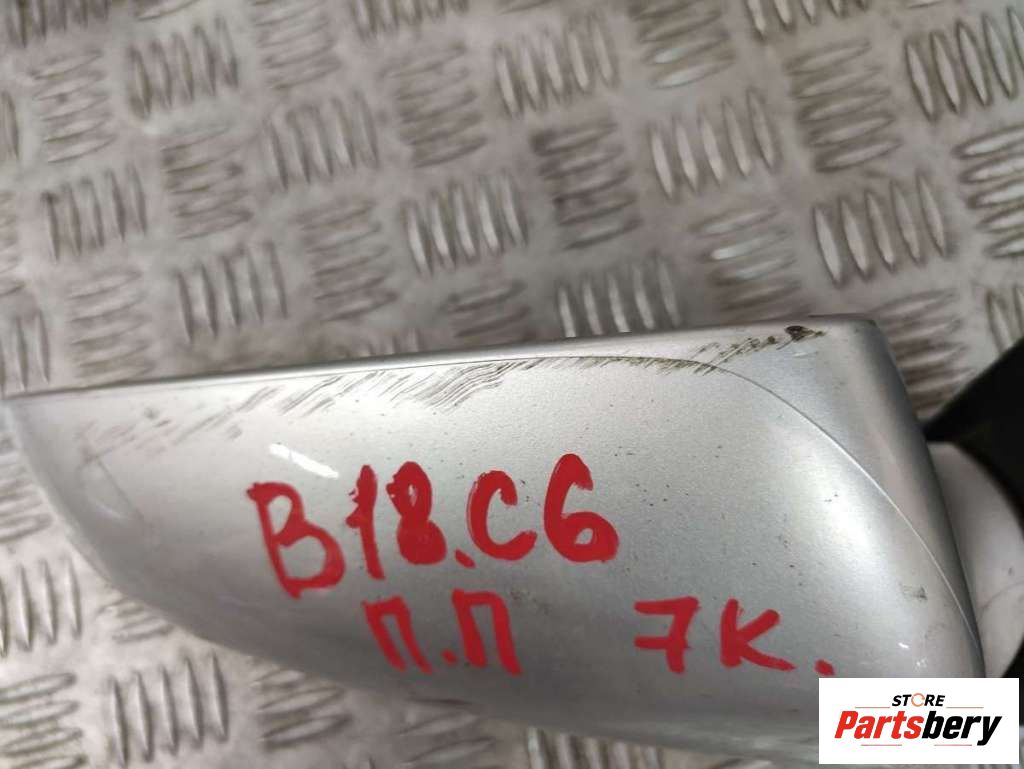 B18.C6
П.П 7К.
STORE
Partsbery